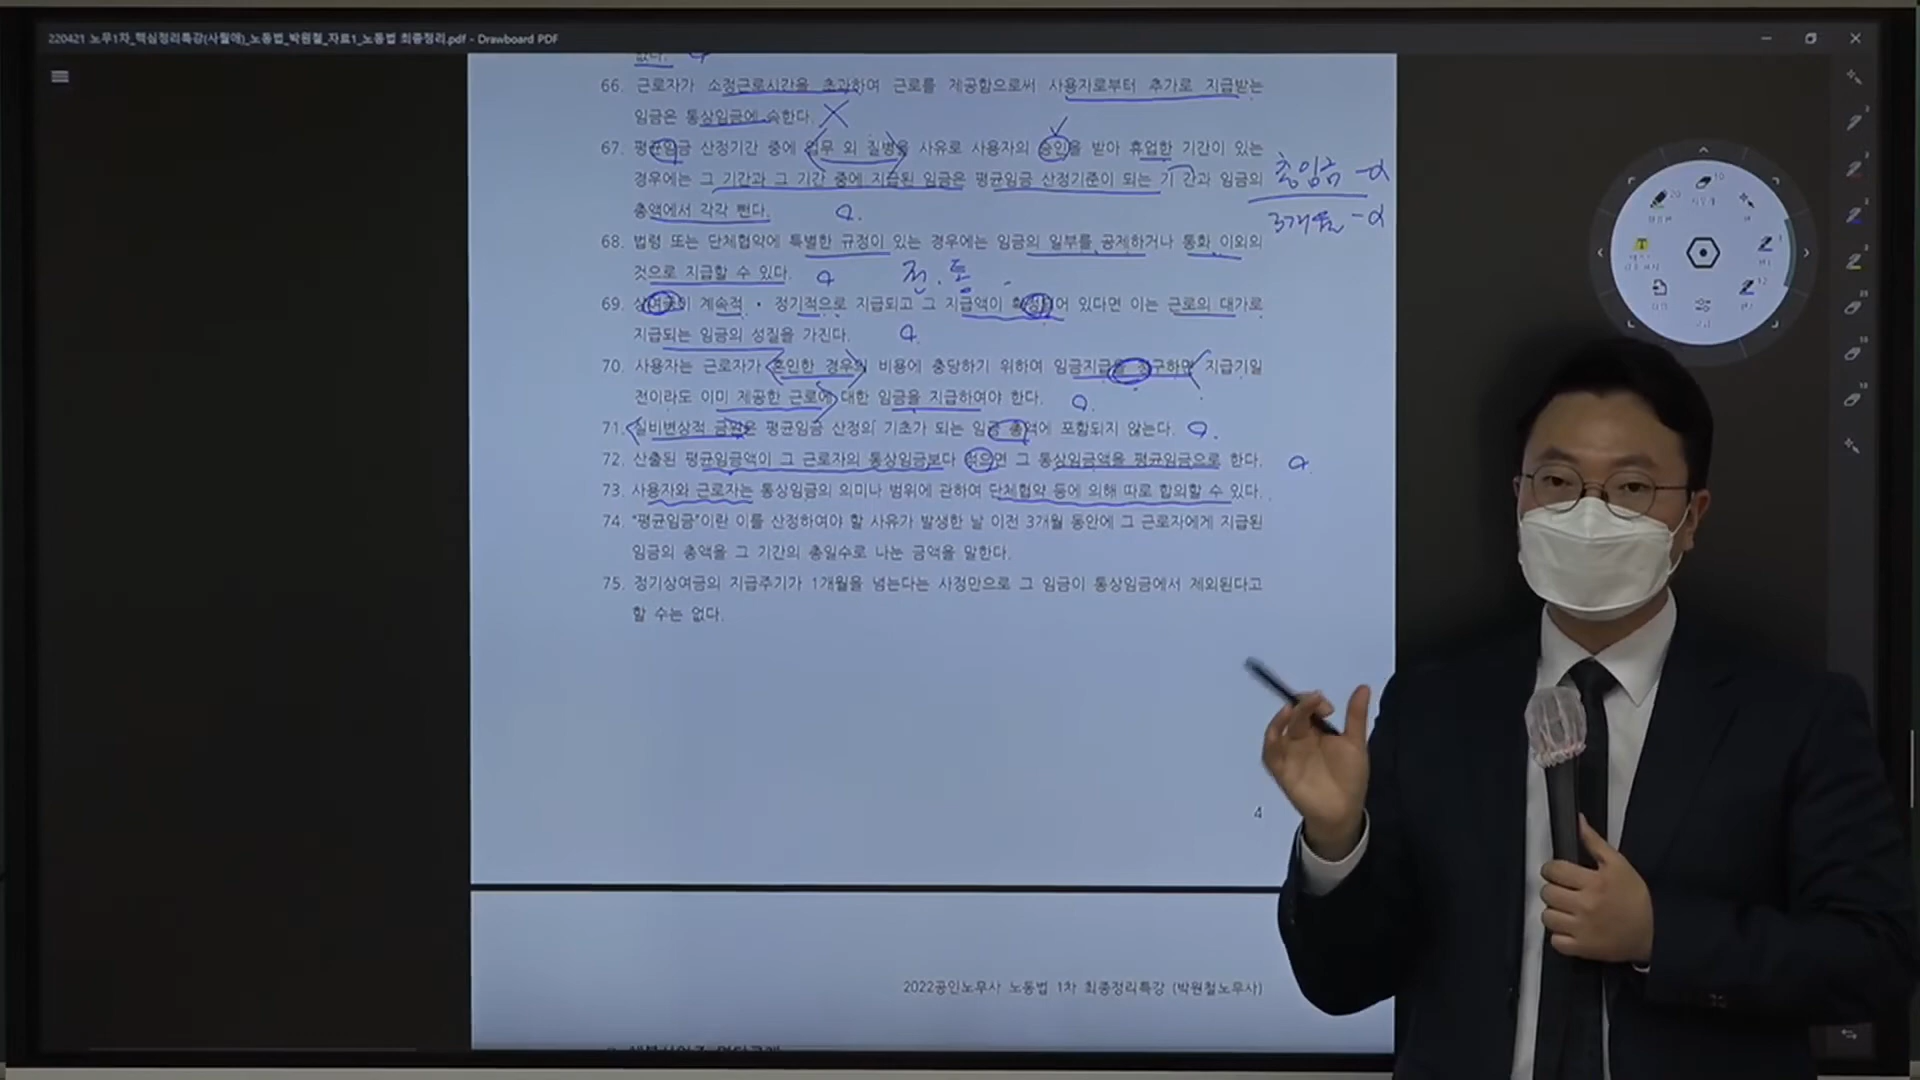 220421 노무1차_핵심정리특강(사월애)_노동법_박원철_자료1_노동법 최종정리.pdf - Drawboard PDF
없다.
66. 근로자가 소정근로시간을 초과하여 근로를 제공함으로써 사용자로부터 추가로 지급받는
임금은 통상임금에 속한다.
67. 평균임금 산정기간 중에 업무 외 질병을 사유로 사용자의 승인을 받아 휴업한 기간이 있는
경우에는 그 기간과 그 기간 중에 지급된 임금은 평균임금 산정기준이 되는 기간과 임금의
총액에서 각각 뺀다.
총임금 -α
3개월 -α
68. 법령 또는 단체협약에 특별한 규정이 있는 경우에는 임금의 일부를 공제하거나 통화 이외의
것으로 지급할 수 있다.
전. 통
69. 상여금이 계속적 · 정기적으로 지급되고 그 지급액이 확정되어 있다면 이는 근로의 대가로
지급되는 임금의 성질을 가진다.
70. 사용자는 근로자가 혼인한 경우의 비용에 충당하기 위하여 임금지급을 청구하면 지급기일
전이라도 이미 제공한 근로에 대한 임금을 지급하여야 한다.
71. 실비변상적 금원은 평균임금 산정의 기초가 되는 임금 총액에 포함되지 않는다.
72. 산출된 평균임금액이 그 근로자의 통상임금보다 적으면 그 통상임금액을 평균임금으로 한다.
73. 사용자와 근로자는 통상임금의 의미나 범위에 관하여 단체협약 등에 의해 따로 합의할 수 있다.
74. "평균임금"이란 이를 산정하여야 할 사유가 발생한 날 이전 3개월 동안에 그 근로자에게 지급된
임금의 총액을 그 기간의 총일수로 나눈 금액을 말한다.
75. 정기상여금의 지급주기가 1개월을 넘는다는 사정만으로 그 임금이 통상임금에서 제외된다고
할 수는 없다.
4
2022공인노무사 노동법 1차 최종정리특강 (박원철노무사)